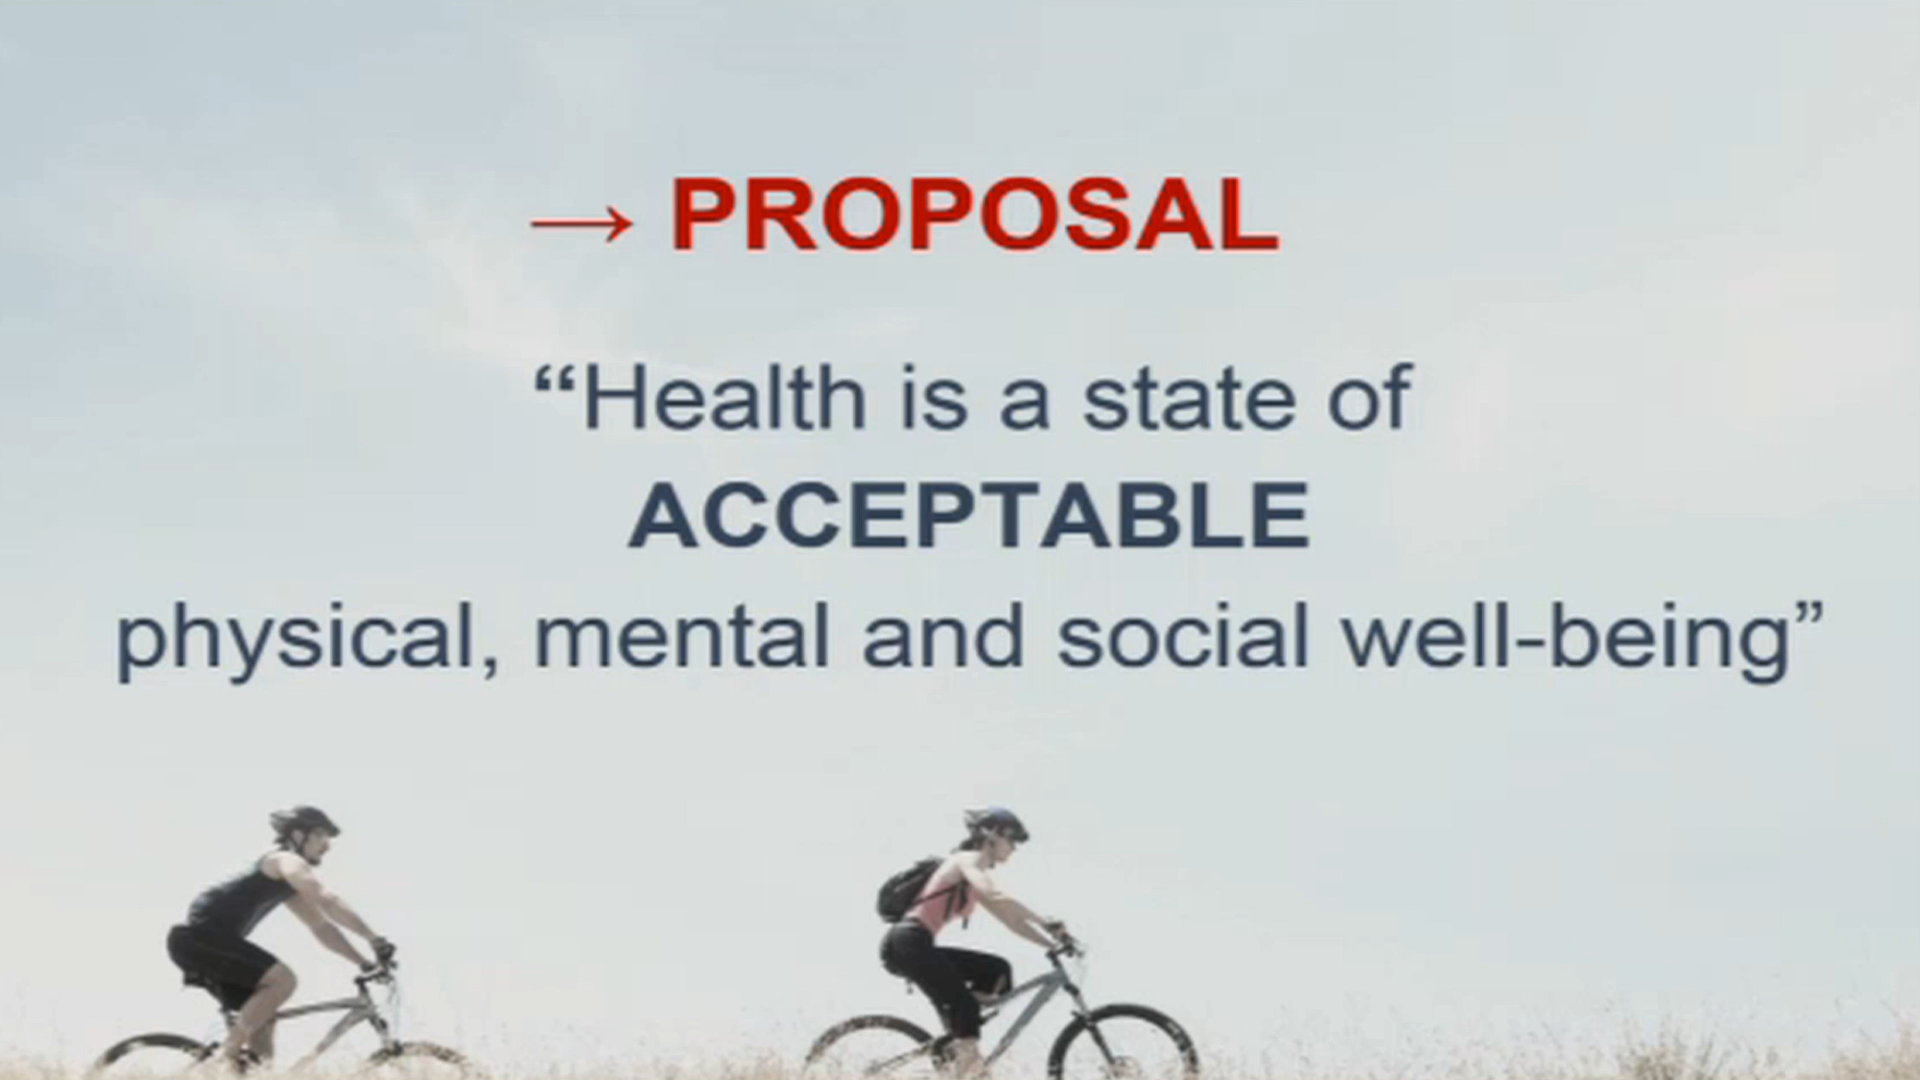 → PROPOSAL
“Health is a state of
ACCEPTABLE
physical, mental and social well-being”